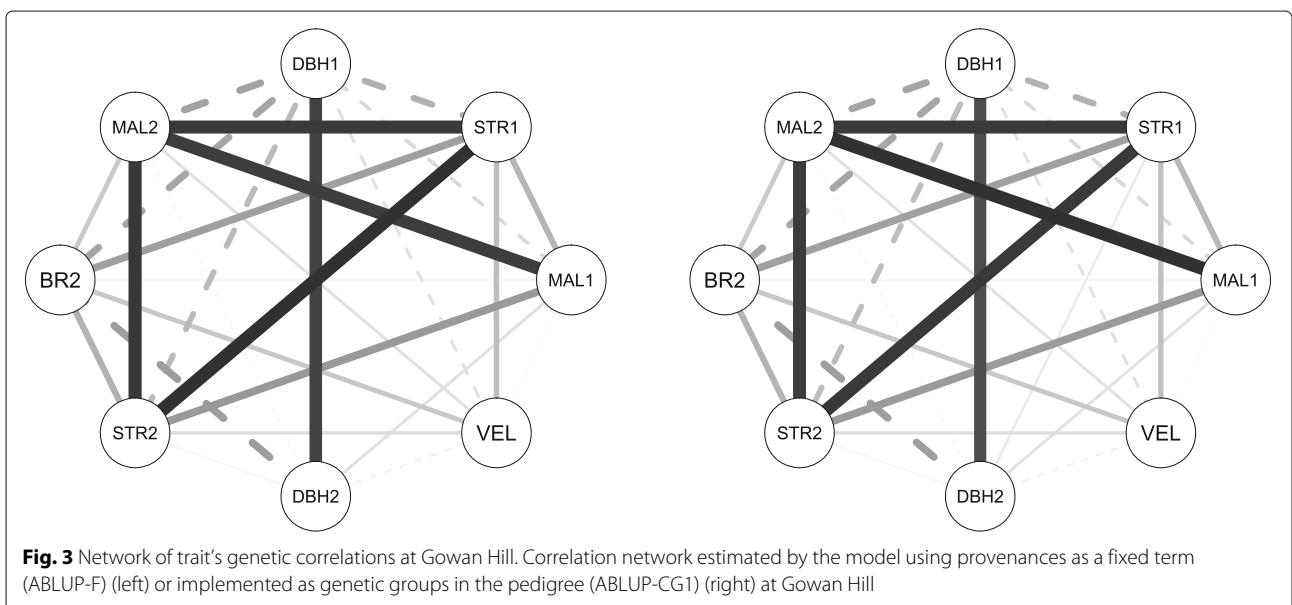 DBH1
DBH1
MAL2
STR1
MAL2
STR1
BR2
MAL1
BR2
MAL1
STR2
VEL
STR2
VEL
DBH2
DBH2
Fig. 3 Network of trait's genetic correlations at Gowan Hill. Correlation network estimated by the model using provenances as a fixed term
(ABLUP-F) (left) or implemented as genetic groups in the pedigree (ABLUP-CG1) (right) at Gowan Hill